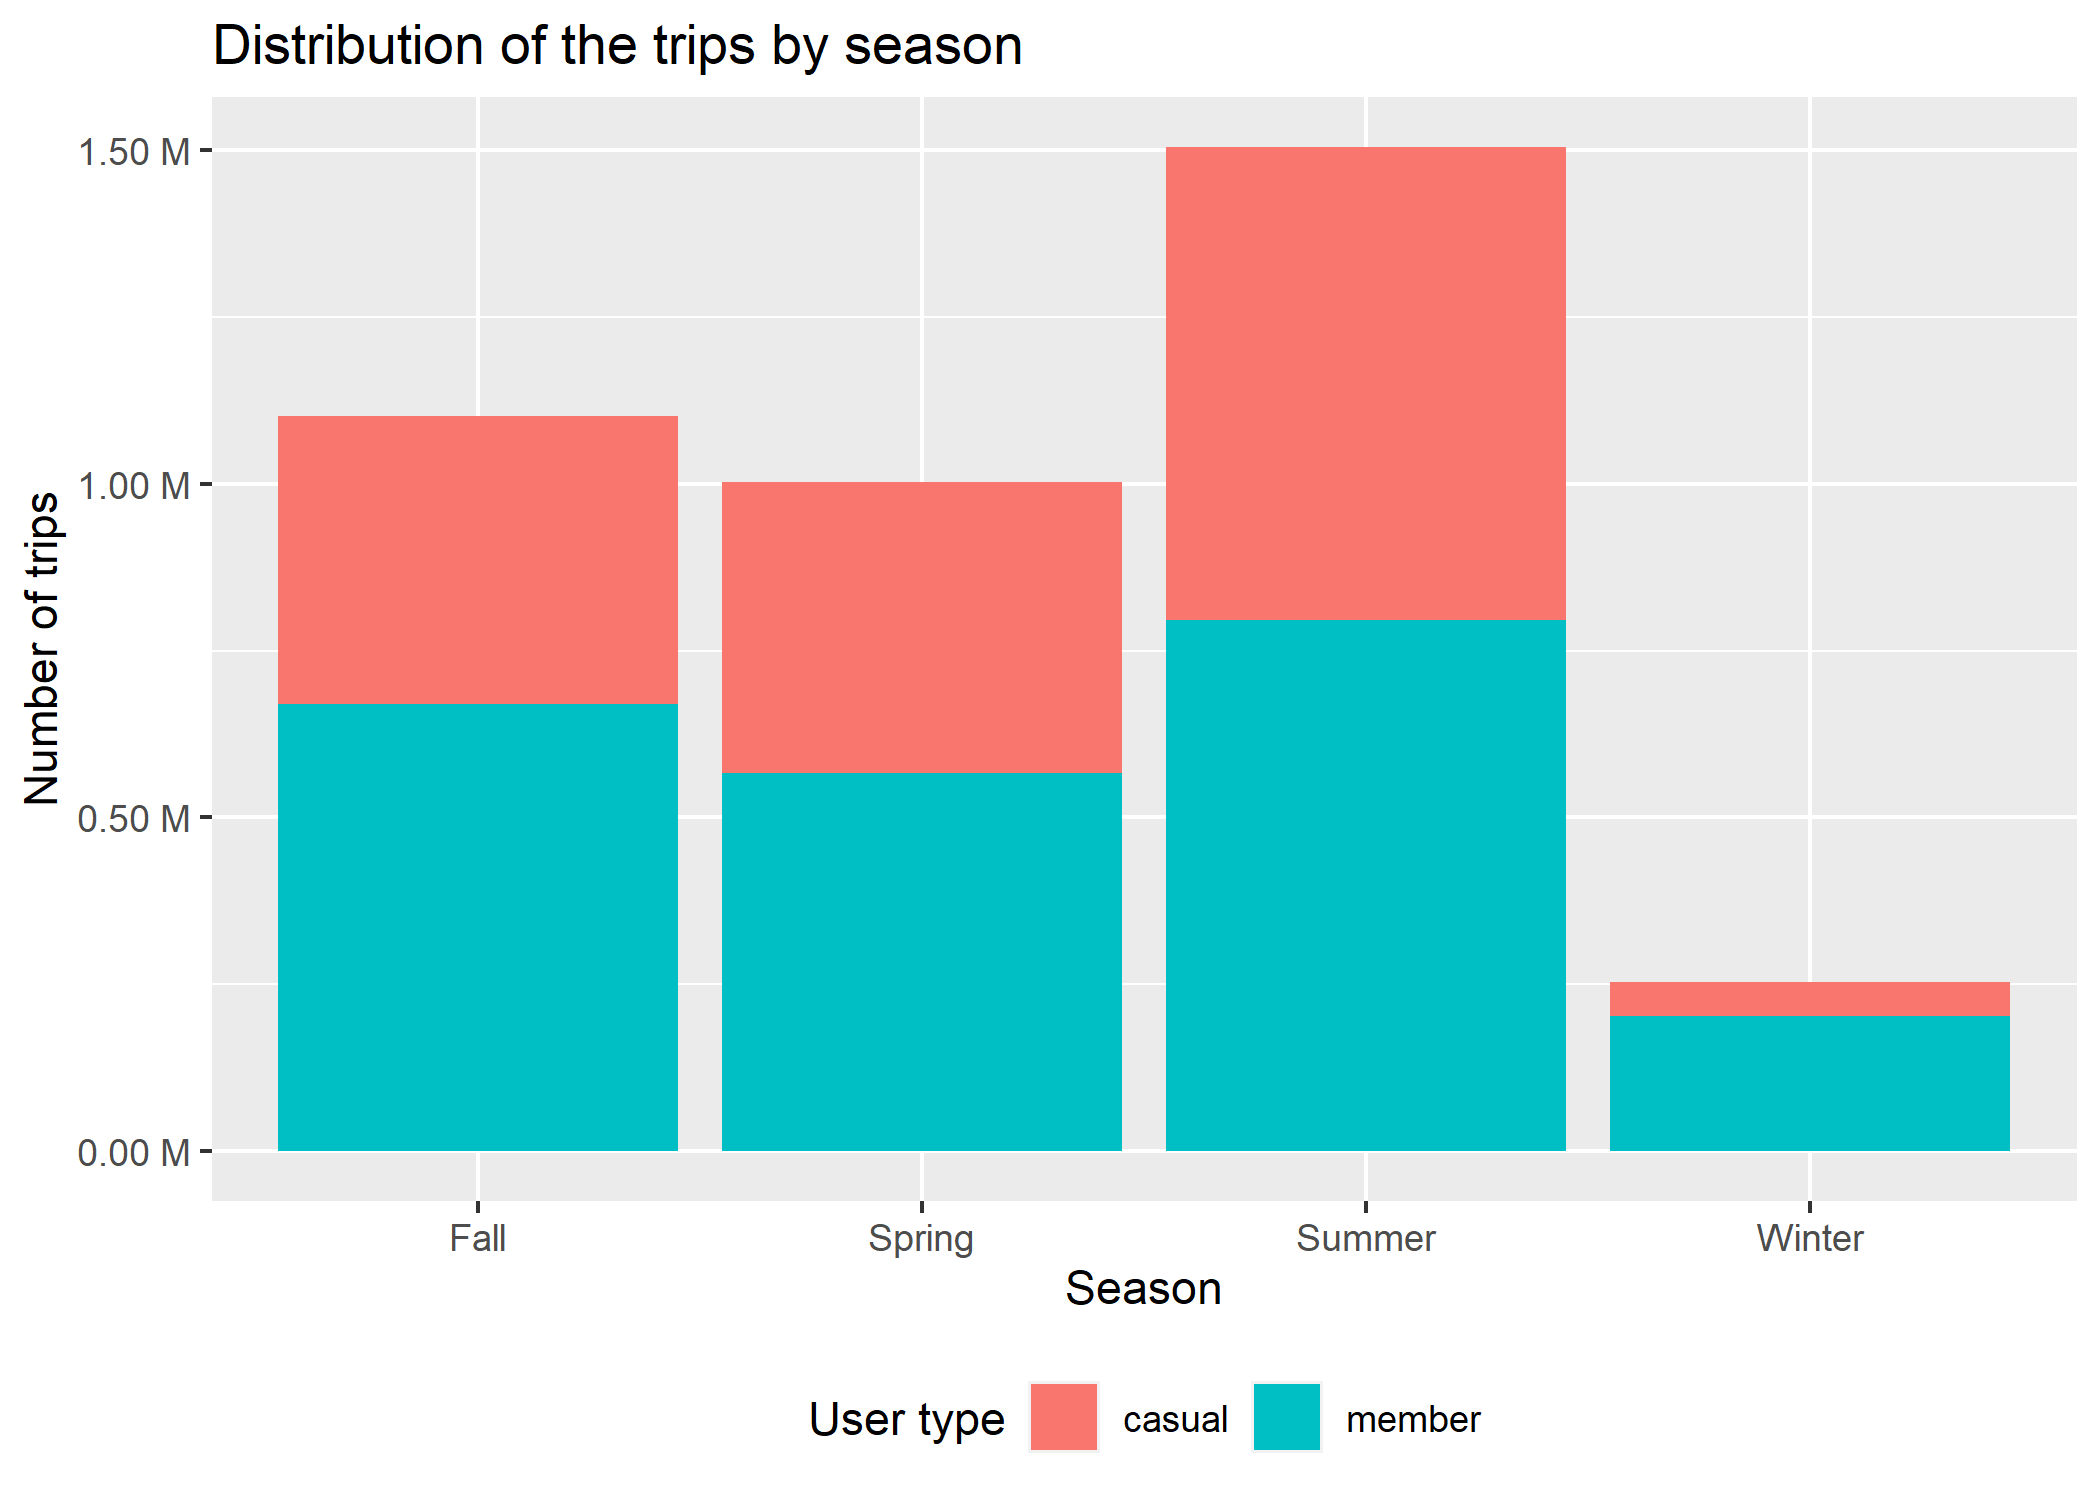 Distribution of the trips by season
Number of trips
1.50 M
1.00 M
0.50 M
0.00 M
Fall Spring Summer Winter
Season
User type casual member